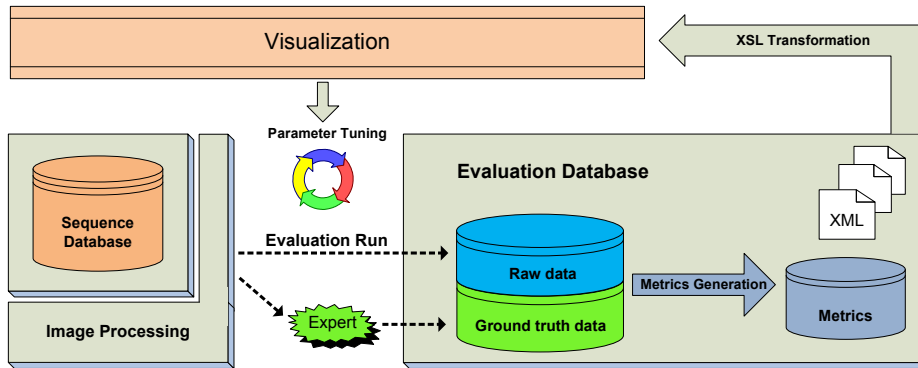 Visualization
XSL Transformation
Parameter Tuning
Evaluation Database
Sequence
Database
XML
Evaluation Run
Raw data
Metrics Generation
Image Processing
Expert
Ground truth data
Metrics